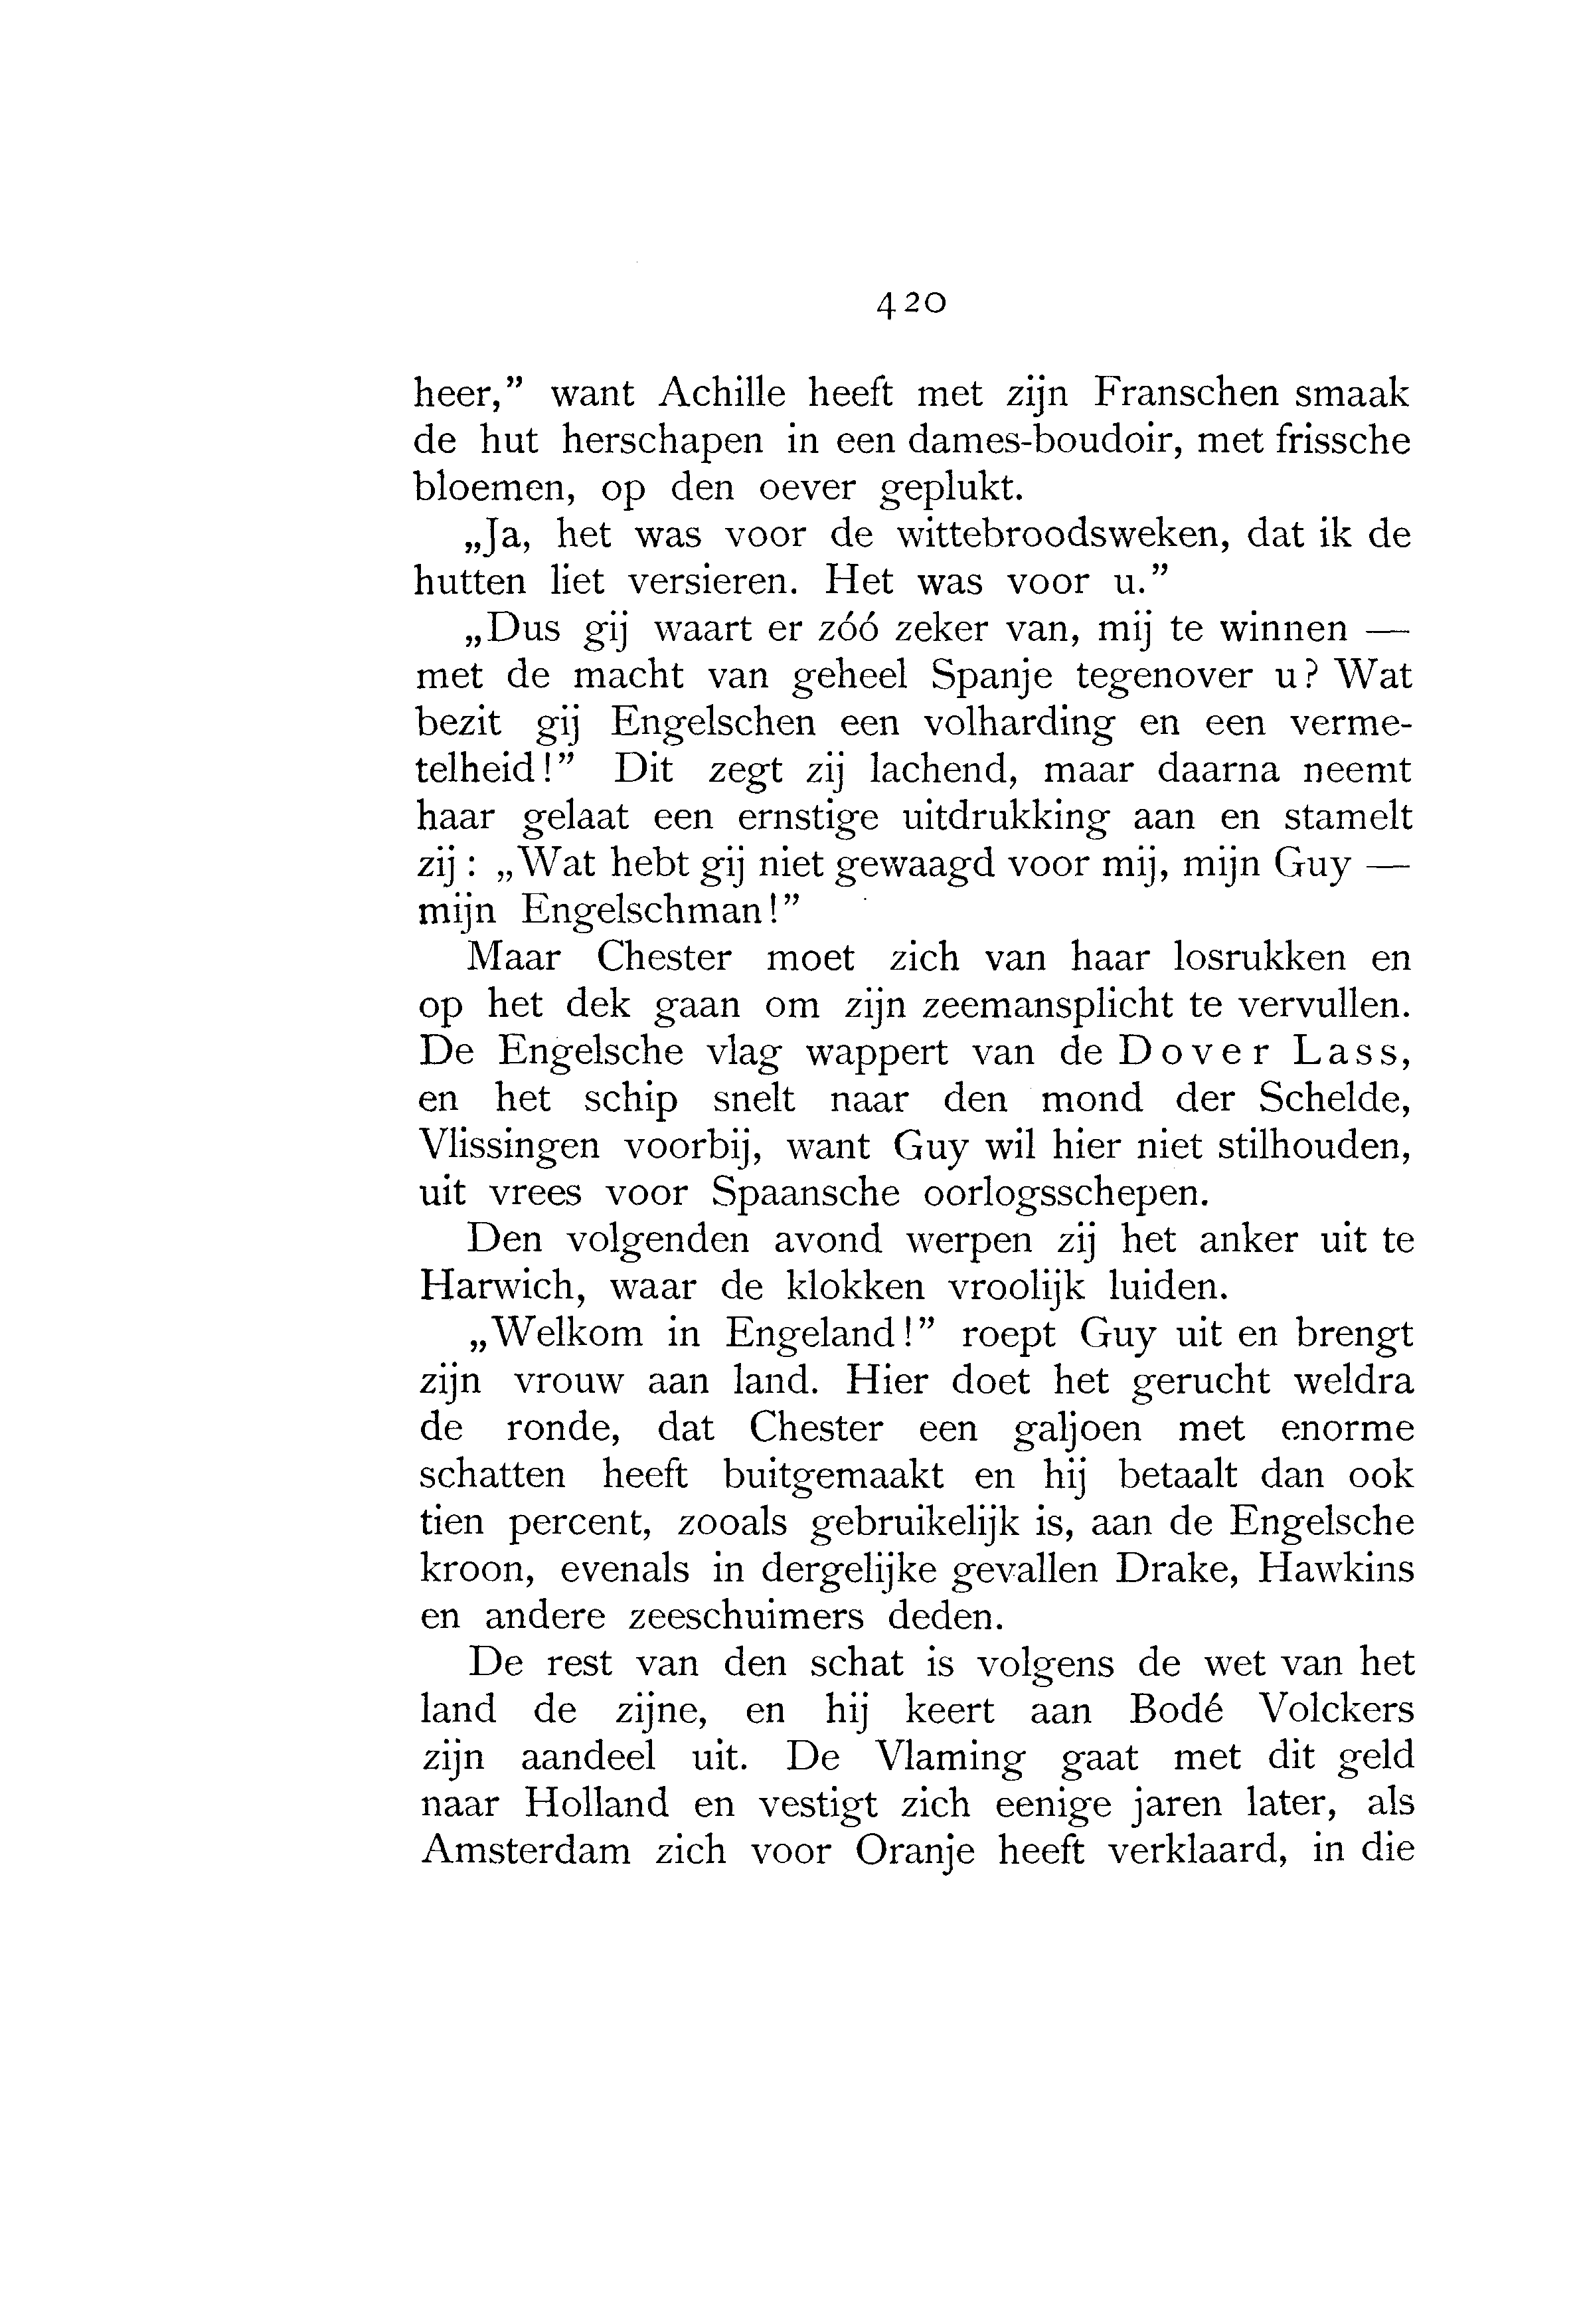 420
heer,” want Achille heeft met zijn Franschen smaak
de hut herschapen in een dames-boudoir, met frissche
bloemen, op den oever geplukt.
„Ja, het was voor de wittebroodsweken, dat ik de
hutten liet versieren. Het was voor u.”
„Dus gij waart er zóó zeker van, mij te winnen —
met de macht van geheel Spanje tegenover u? Wat
bezit gij Engelschen een volharding en een verme-
telheid!” Dit zegt zij lachend, maar daarna neemt
haar gelaat een ernstige uitdrukking aan en stamelt
zij: „Wat hebt gij niet gewaagd voor mij, mijn Guy —
mijn Engelschman!”
Maar Chester moet zich van haar losrukken en
op het dek gaan om zijn zeemansplicht te vervullen.
De Engelsche vlag wappert van de Dover Lass,
en het schip snelt naar den mond der Schelde,
Vlissingen voorbij, want Guy wil hier niet stilhouden,
uit vrees voor Spaansche oorlogsschepen.
Den volgenden avond werpen zij het anker uit te
Harwich, waar de klokken vroolijk luiden.
„Welkom in Engeland!” roept Guy uit en brengt
zijn vrouw aan land. Hier doet het gerucht weldra
de ronde, dat Chester een galjoen met enorme
schatten heeft buitgemaakt en hij betaalt dan ook
tien percent, zooals gebruikelijk is, aan de Engelsche
kroon, evenals in dergelijke gevallen Drake, Hawkins
en andere zeeschuimers deden.
De rest van den schat is volgens de wet van het
land de zijne, en hij keert aan Bodé Volckers
zijn aandeel uit. De Vlaming gaat met dit geld
naar Holland en vestigt zich eenige jaren later, als
Amsterdam zich voor Oranje heeft verklaard, in die